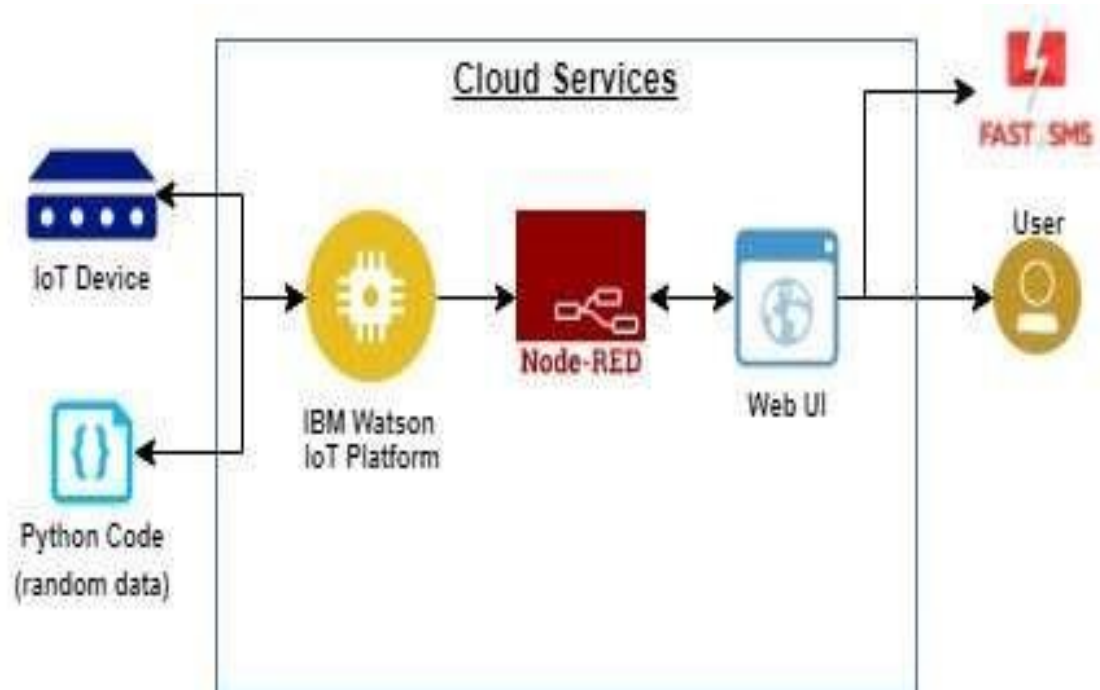 Cloud Services
FAST SMS
User
IoT Device
Node-RED
Web UI
IBM Watson
IoT Platform
{}
Python Code
(random data)